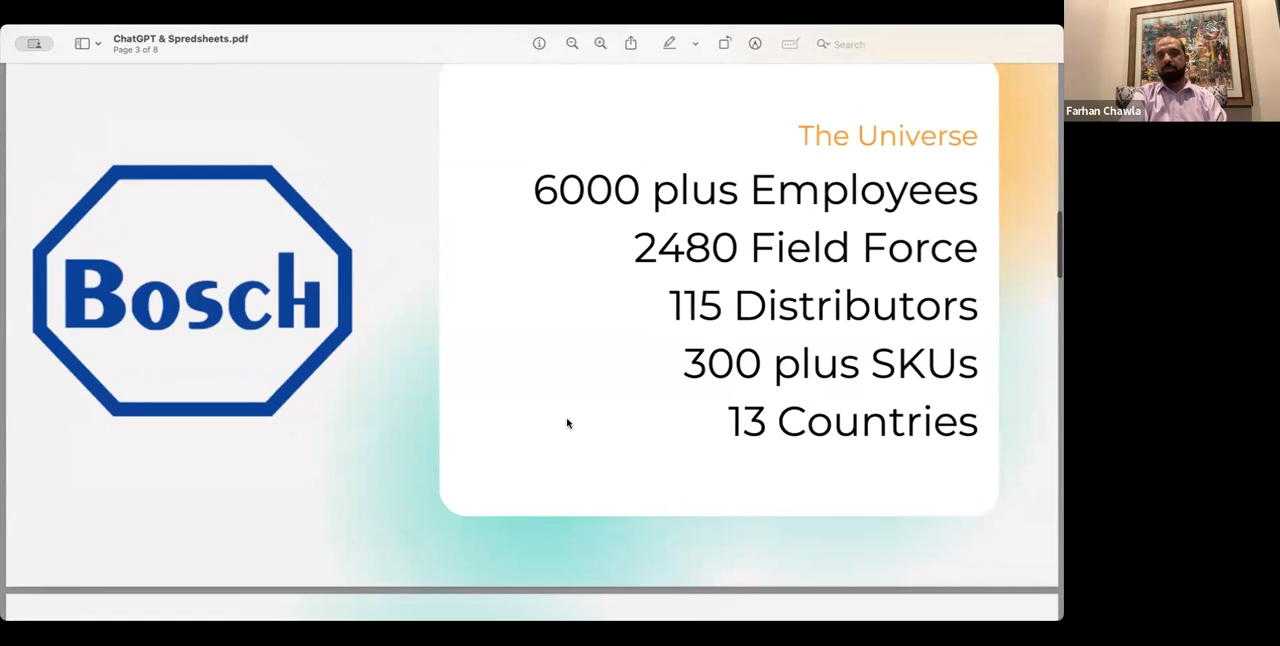 ChatGPT & Spredsheets.pdf
Page 3 of 8
Search
Farhan Chawla
Bosch
The Universe
6000 plus Employees
2480 Field Force
115 Distributors
300 plus SKUs
13 Countries